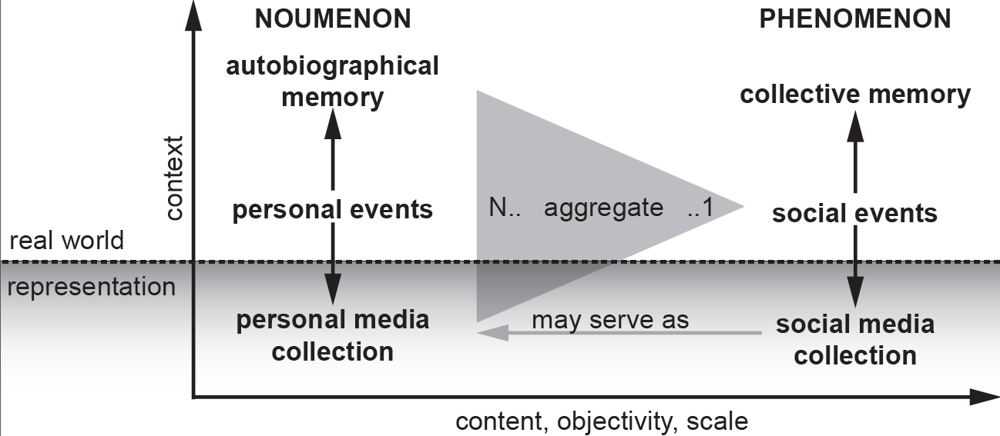 NOUMENON
PHENOMENON
autobiographical
memory
collective memory
context
personal events
N.. aggregate ..1
social events
real world
representation
personal media
collection
may serve as
social media
collection
content, objectivity, scale